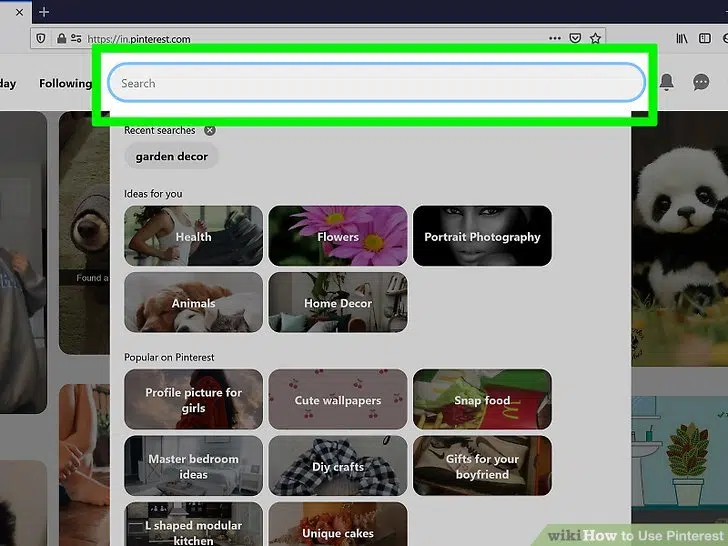 https://in.pinterest.com
day
Following
Search
Recent searches
garden decor
Ideas for you
Health
Flowers
Portrait Photography
Animals
Home Decor
Found a
Popular on Pinterest
Profile picture for
girls
Cute wallpapers
Snap food
Master bedroom
ideas
Diy crafts
Gifts for your
boyfriend
L shaped modular
kitchen
Unique cakes
wikiHow to Use Pinterest